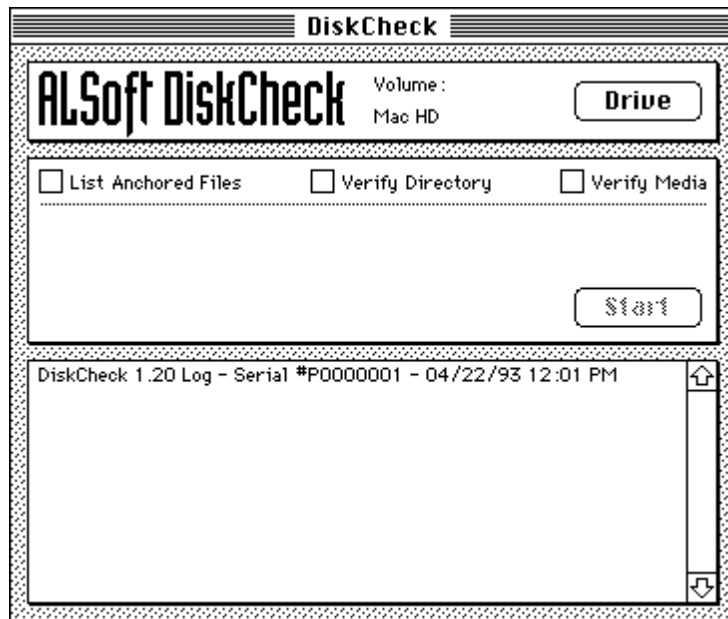 DiskCheck
ALSoft DiskCheck
Volume:
Mac HD
Drive
List Anchored Files
Verify Directory
Verify Media
Start
DiskCheck 1.20 Log - Serial #P0000001 - 04/22/93 12:01 PM